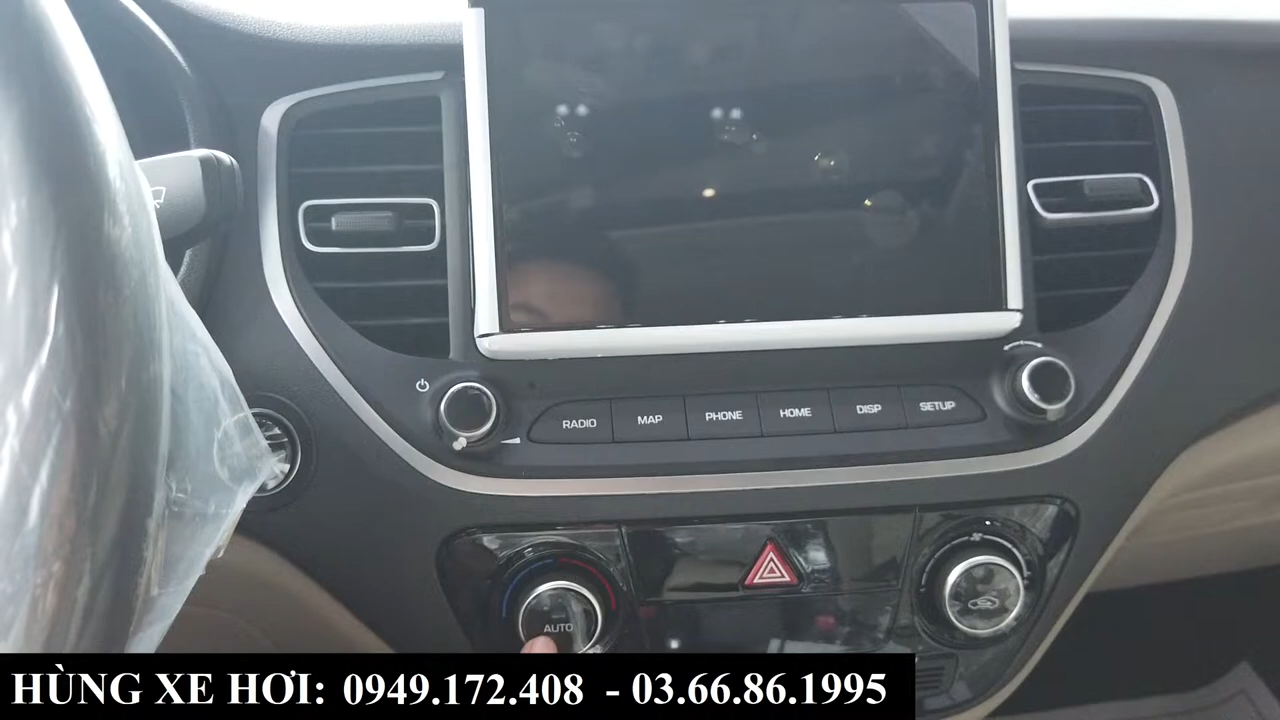 RADIO
MAP
PHONE
HOME
DISP
SETUP
AUTO
HÙNG XE HƠI: 0949.172.408 - 03.66.86.1995